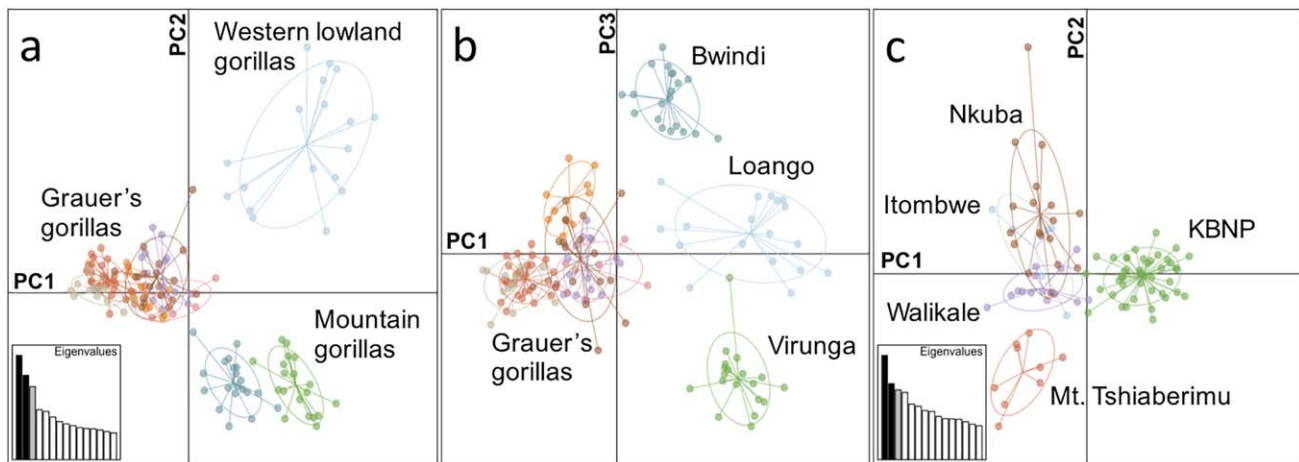 a
PC2
Western lowland
gorillas
Grauer's
gorillas
PC1
Mountain
gorillas
Eigenvalues
b
PC3
Bwindi
Loango
PC1
Grauer's
gorillas
Virunga
c
PC2
Nkuba
Itombwe
KBNP
PC1
Walikale
Eigenvalues
Mt. Tshiaberimu